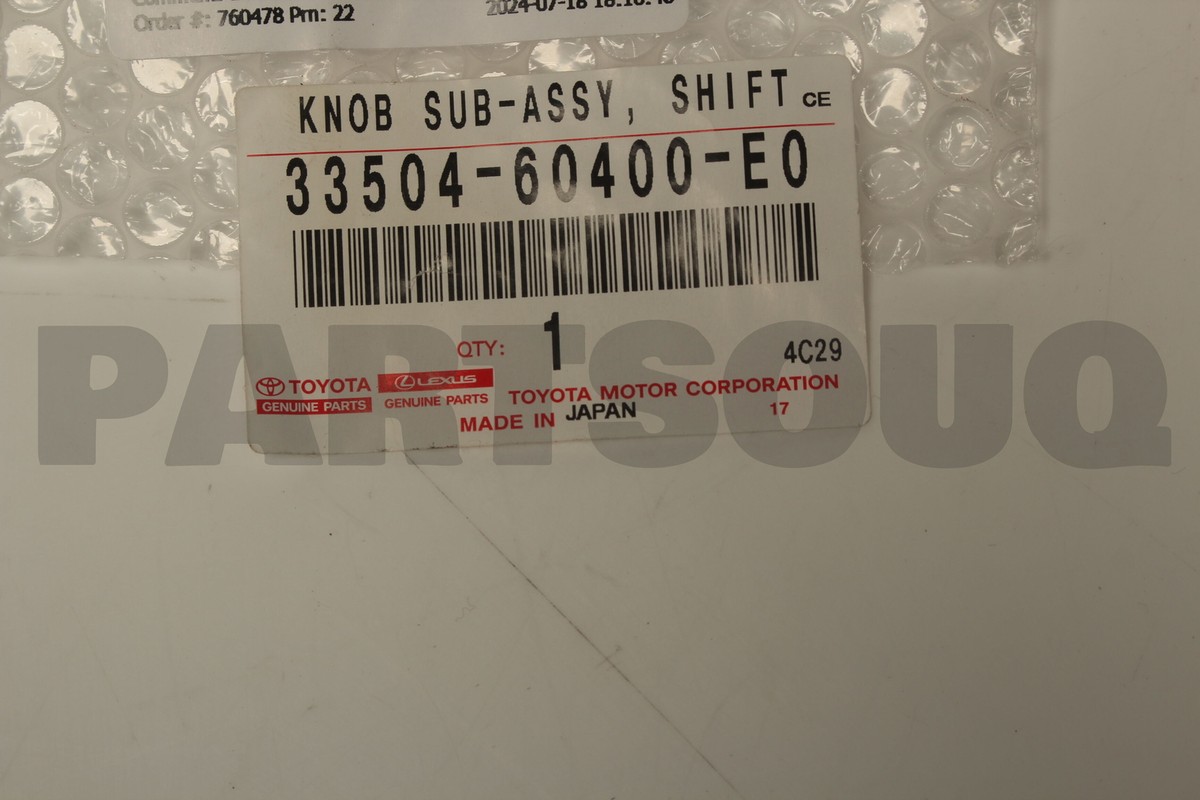 Order #: 760478 Prn: 22
KNOB SUB-ASSY, SHIFT CE
33504-60400-E0
QTY: 1
4C29
TOYOTA
GENUINE PARTS
LEXUS
GENUINE PARTS
TOYOTA MOTOR CORPORATION
MADE IN JAPAN
17
PARTSOUQ